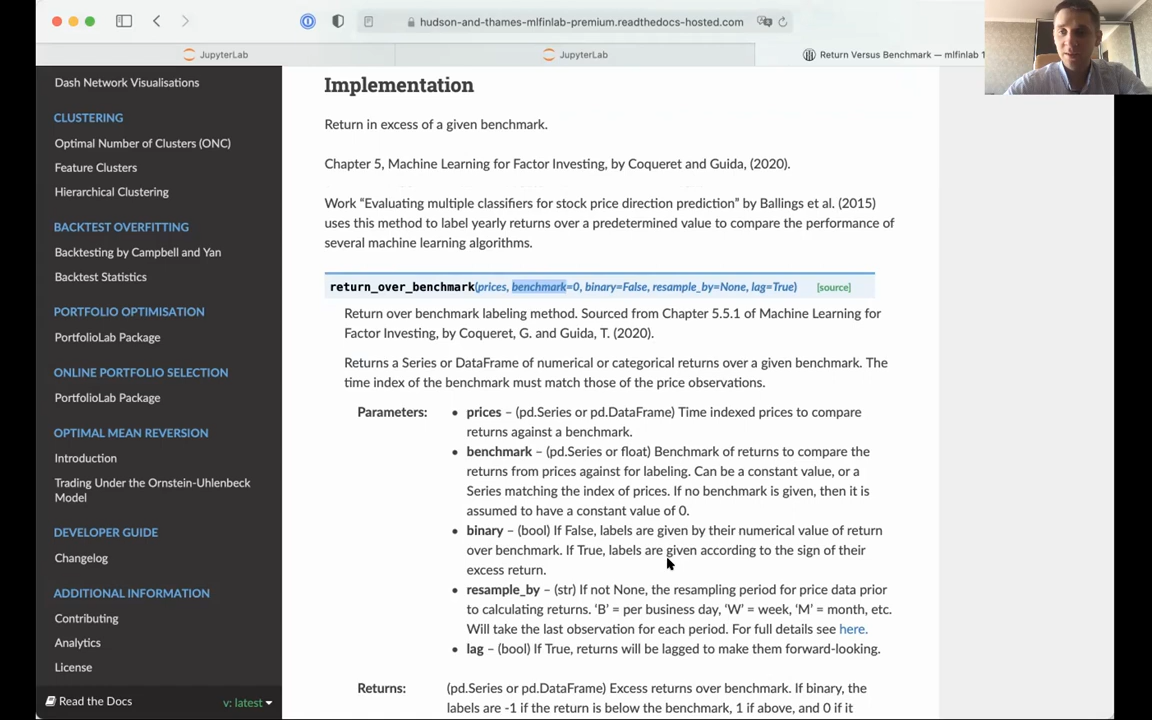 hudson-and-thames-mlfinlab-premium.readthedocs-hosted.com
JupyterLab
JupyterLab
Return Versus Benchmark — mlfinlab 1
Dash Network Visualisations
CLUSTERING
Optimal Number of Clusters (ONC)
Feature Clusters
Hierarchical Clustering
BACKTEST OVERFITTING
Backtesting by Campbell and Yan
Backtest Statistics
PORTFOLIO OPTIMISATION
PortfolioLab Package
ONLINE PORTFOLIO SELECTION
PortfolioLab Package
OPTIMAL MEAN REVERSION
Introduction
Trading Under the Ornstein-Uhlenbeck
Model
DEVELOPER GUIDE
Changelog
ADDITIONAL INFORMATION
Contributing
Analytics
License
Read the Docs
v: latest
Implementation
Return in excess of a given benchmark.
Chapter 5, Machine Learning for Factor Investing, by Coqueret and Guida, (2020).
Work “Evaluating multiple classifiers for stock price direction prediction” by Ballings et al. (2015)
uses this method to label yearly returns over a predetermined value to compare the performance of
several machine learning algorithms.
return_over_benchmark(prices, benchmark=0, binary=False, resample_by=None, lag=True) [source]
Return over benchmark labeling method. Sourced from Chapter 5.5.1 of Machine Learning for
Factor Investing, by Coqueret, G. and Guida, T. (2020).
Returns a Series or DataFrame of numerical or categorical returns over a given benchmark. The
time index of the benchmark must match those of the price observations.
Parameters: • prices – (pd.Series or pd.DataFrame) Time indexed prices to compare
returns against a benchmark.
• benchmark – (pd.Series or float) Benchmark of returns to compare the
returns from prices against for labeling. Can be a constant value, or a
Series matching the index of prices. If no benchmark is given, then it is
assumed to have a constant value of 0.
• binary – (bool) If False, labels are given by their numerical value of return
over benchmark. If True, labels are given according to the sign of their
excess return.
• resample_by – (str) If not None, the resampling period for price data prior
to calculating returns. ‘B’ = per business day, ‘W’ = week, ‘M’ = month, etc.
Will take the last observation for each period. For full details see here.
• lag – (bool) If True, returns will be lagged to make them forward-looking.
Returns: (pd.Series or pd.DataFrame) Excess returns over benchmark. If binary, the
labels are -1 if the return is below the benchmark, 1 if above, and 0 if it